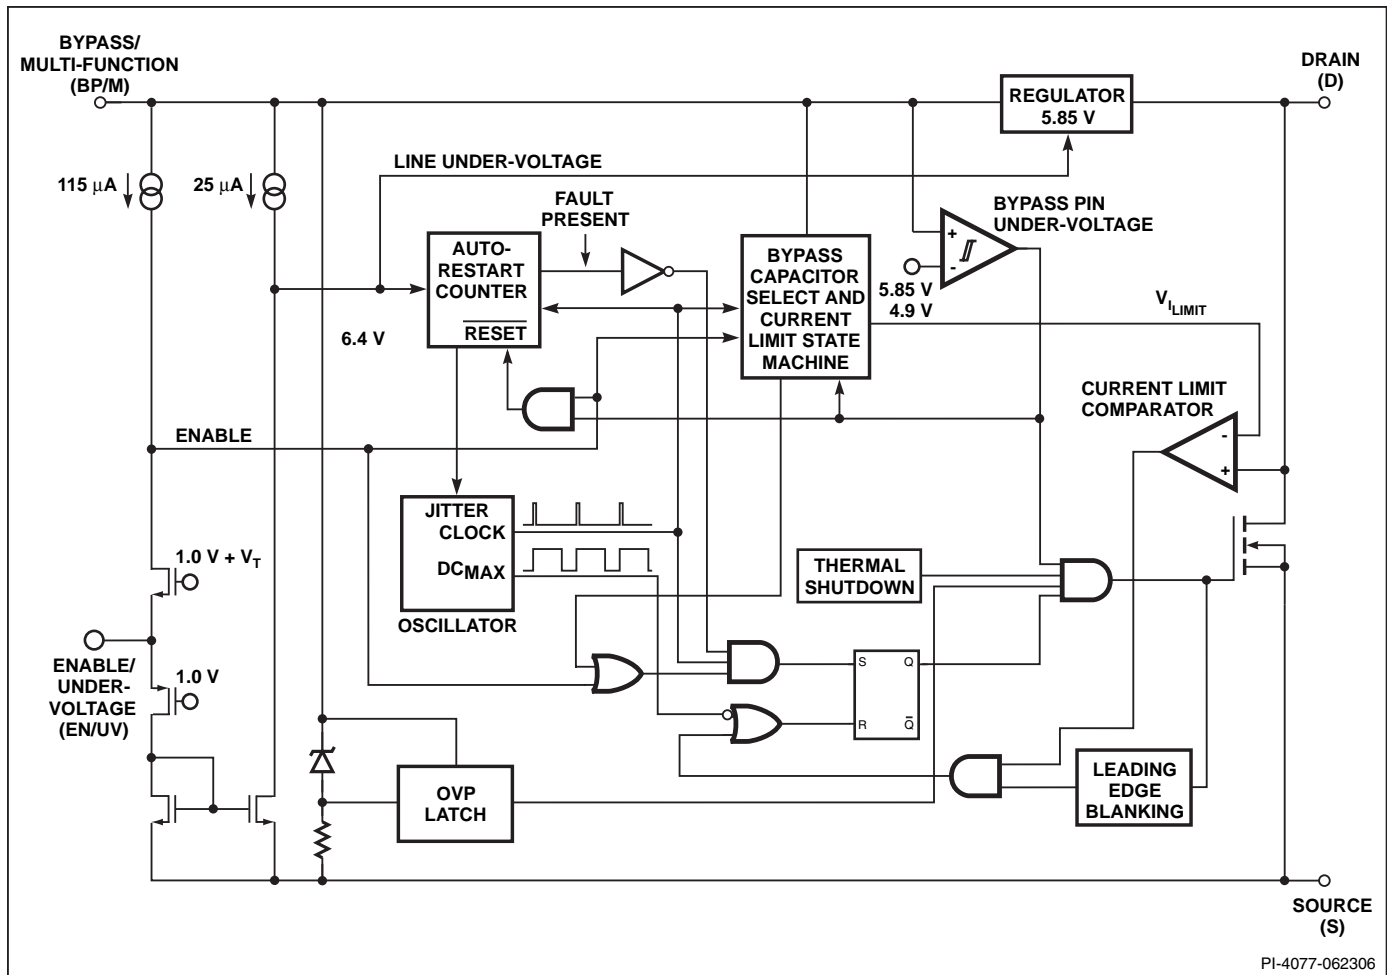 BYPASS/
MULTI-FUNCTION
(BP/M)
DRAIN
(D)
REGULATOR
5.85 V
LINE UNDER-VOLTAGE
115 μA
25 μA
FAULT
PRESENT
BYPASS PIN
UNDER-VOLTAGE
AUTO-
RESTART
COUNTER
RESET
BYPASS
CAPACITOR
SELECT AND
CURRENT
LIMIT STATE
MACHINE
+
-
5.85 V
4.9 V
VILIMIT
6.4 V
CURRENT LIMIT
COMPARATOR
-
+
ENABLE
JITTER
CLOCK
DCMAX
OSCILLATOR
1.0 V + VT
THERMAL
SHUTDOWN
ENABLE/
UNDER-
VOLTAGE
(EN/UV)
1.0 V
S Q
R Q̅
OVP
LATCH
LEADING
EDGE
BLANKING
SOURCE
(S)
PI-4077-062306